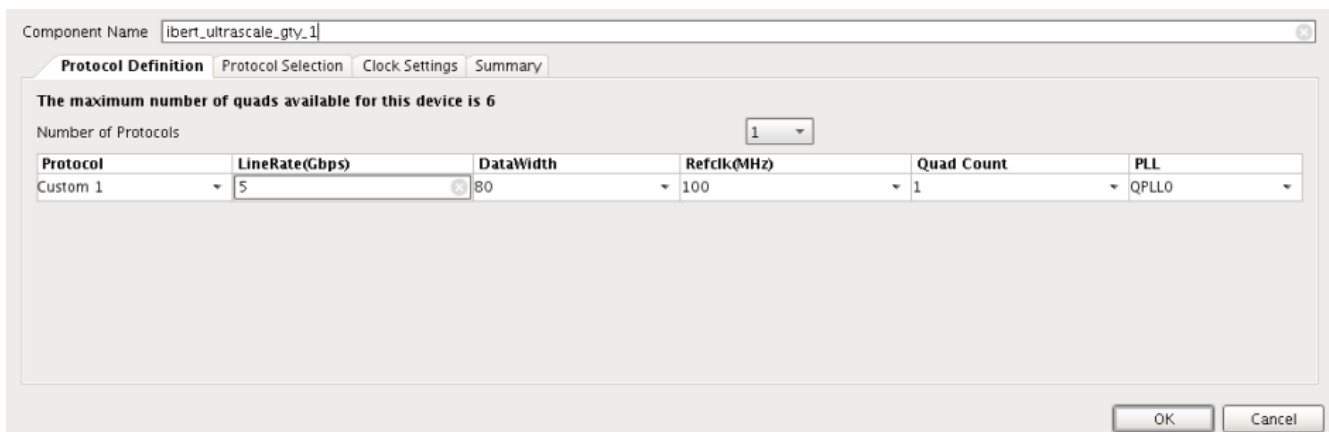 Component Name ibert_ultrascale_gty_1
Protocol Definition Protocol Selection Clock Settings Summary
The maximum number of quads available for this device is 6
Number of Protocols 1
Protocol LineRate(Gbps) DataWidth Refclk(MHz) Quad Count PLL
Custom 1 5 80 100 1 QPLL0
OK Cancel